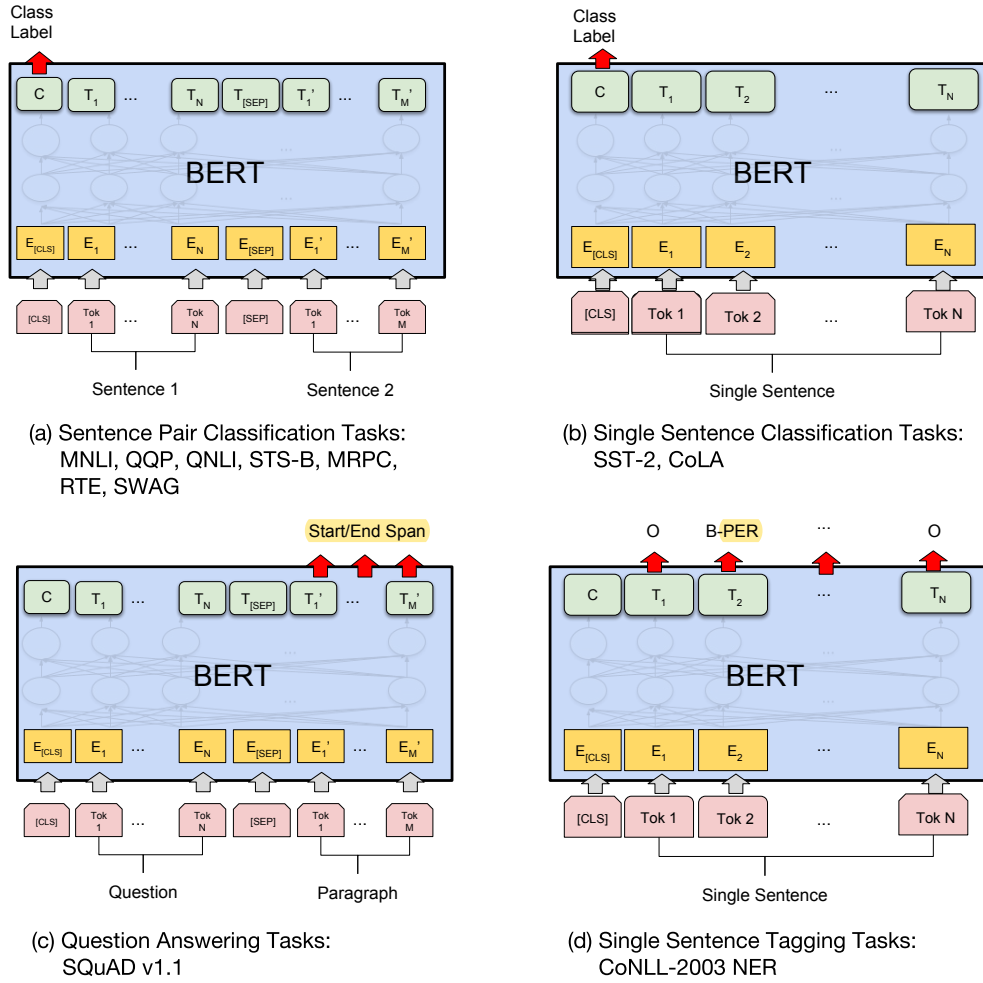 Class
Label
C T1 ... TN T[SEP] T1' ... TM'
...
BERT
...
E[CLS] E1 ... EN E[SEP] E1' ... EM'
[CLS] Tok 1 ... Tok N [SEP] Tok 1 ... Tok M
Sentence 1 Sentence 2
(a) Sentence Pair Classification Tasks:
MNLI, QQP, QNLI, STS-B, MRPC,
RTE, SWAG
Class
Label
C T1 T2 ... TN
...
BERT
...
E[CLS] E1 E2 ... EN
[CLS] Tok 1 Tok 2 ... Tok N
Single Sentence
(b) Single Sentence Classification Tasks:
SST-2, CoLA
Start/End Span
C T1 ... TN T[SEP] T1' ... TM'
...
BERT
...
E[CLS] E1 ... EN E[SEP] E1' ... EM'
[CLS] Tok 1 ... Tok N [SEP] Tok 1 ... Tok M
Question Paragraph
(c) Question Answering Tasks:
SQuAD v1.1
O B-PER ... O
C T1 T2 ... TN
...
BERT
...
E[CLS] E1 E2 ... EN
[CLS] Tok 1 Tok 2 ... Tok N
Single Sentence
(d) Single Sentence Tagging Tasks:
CoNLL-2003 NER